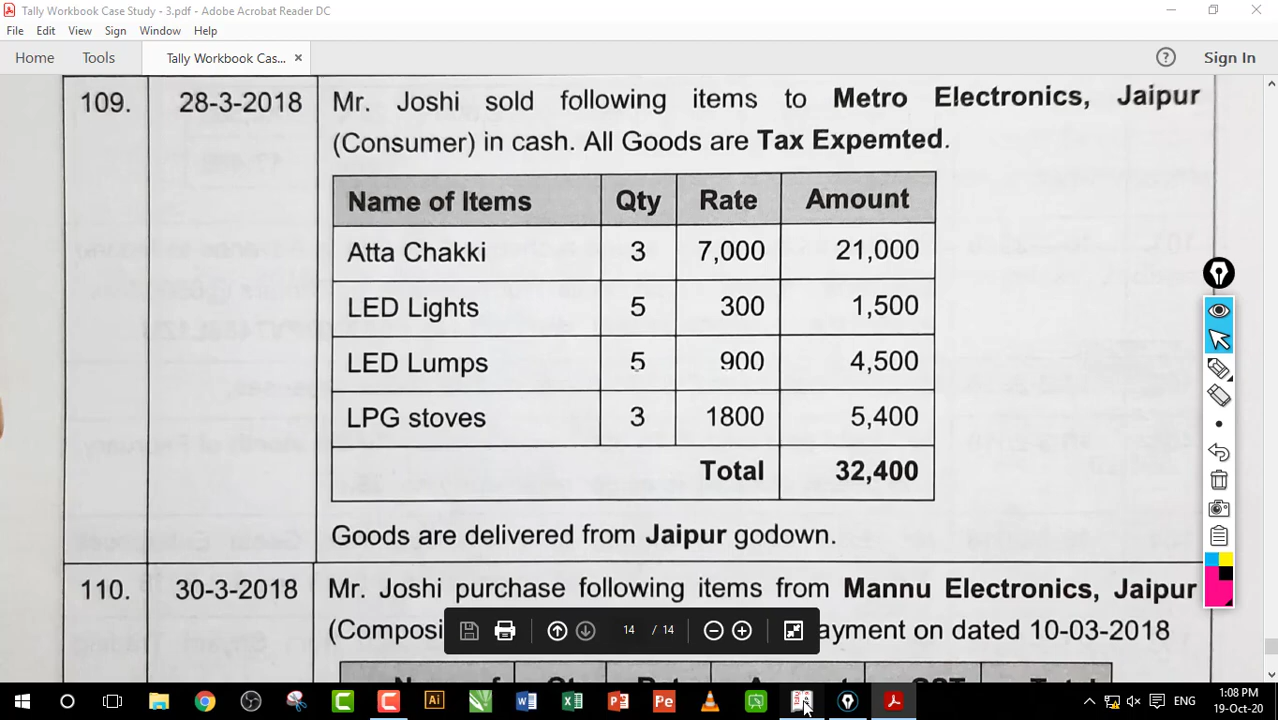 Tally Workbook Case Study - 3.pdf - Adobe Acrobat Reader DC
File Edit View Sign Window Help
Home Tools Tally Workbook Cas... × ? Sign In
109. 28-3-2018 Mr. Joshi sold following items to Metro Electronics, Jaipur
(Consumer) in cash. All Goods are Tax Expemted.
Name of Items Qty Rate Amount
Atta Chakki 3 7,000 21,000
LED Lights 5 300 1,500
LED Lumps 5 900 4,500
LPG stoves 3 1800 5,400
Total 32,400
Goods are delivered from Jaipur godown.
110. 30-3-2018 Mr. Joshi purchase following items from Mannu Electronics, Jaipur
(Composi ayment on dated 10-03-2018
14 / 14
ENG
1:08 PM
19-Oct-20